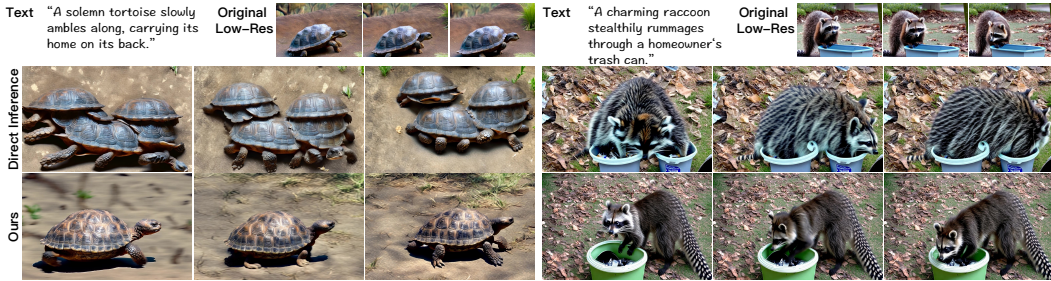 Text
“A solemn tortoise slowly
ambles along, carrying its
home on its back.”
Original
Low–Res
Text
“A charming raccoon
stealthily rummages
through a homeowner's
trash can.”
Original
Low–Res
Direct Inference
Ours